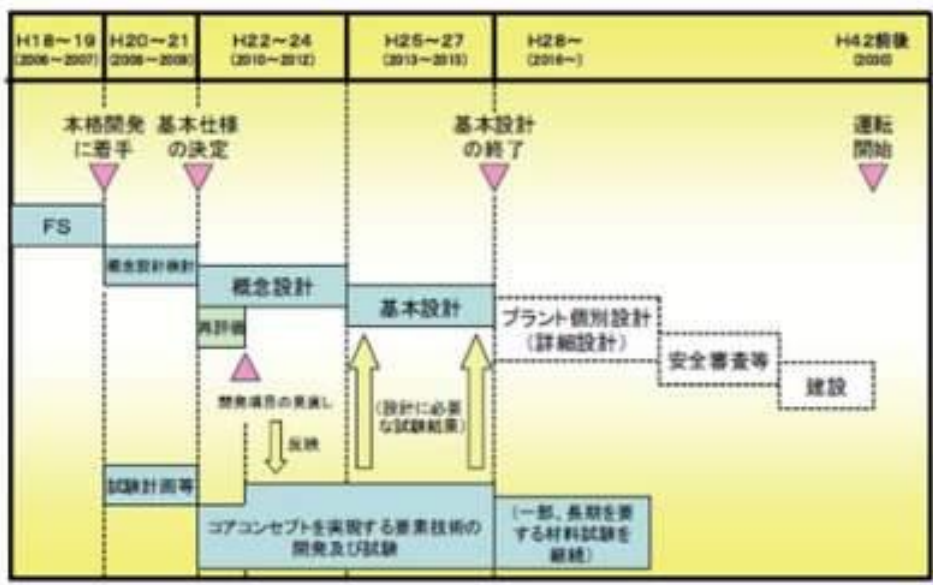 H18～19
(2006～2007)
H20～21
(2008～2009)
H22～24
(2010～2012)
H25～27
(2013～2015)
H28～
(2016～)
H42前後
(2030)
本格開発
に着手
基本仕様
の決定
基本設計
の終了
運転
開始
FS
概念設計検討
概念設計
再評価
基本設計
プラント個別設計
(詳細設計)
安全審査等
建設
開発項目の見直し
反映
(設計に必要
な試験結果)
試験計画等
コアコンセプトを実現する要素技術の
開発及び試験
(一部、長期を要
する材料試験を
継続)